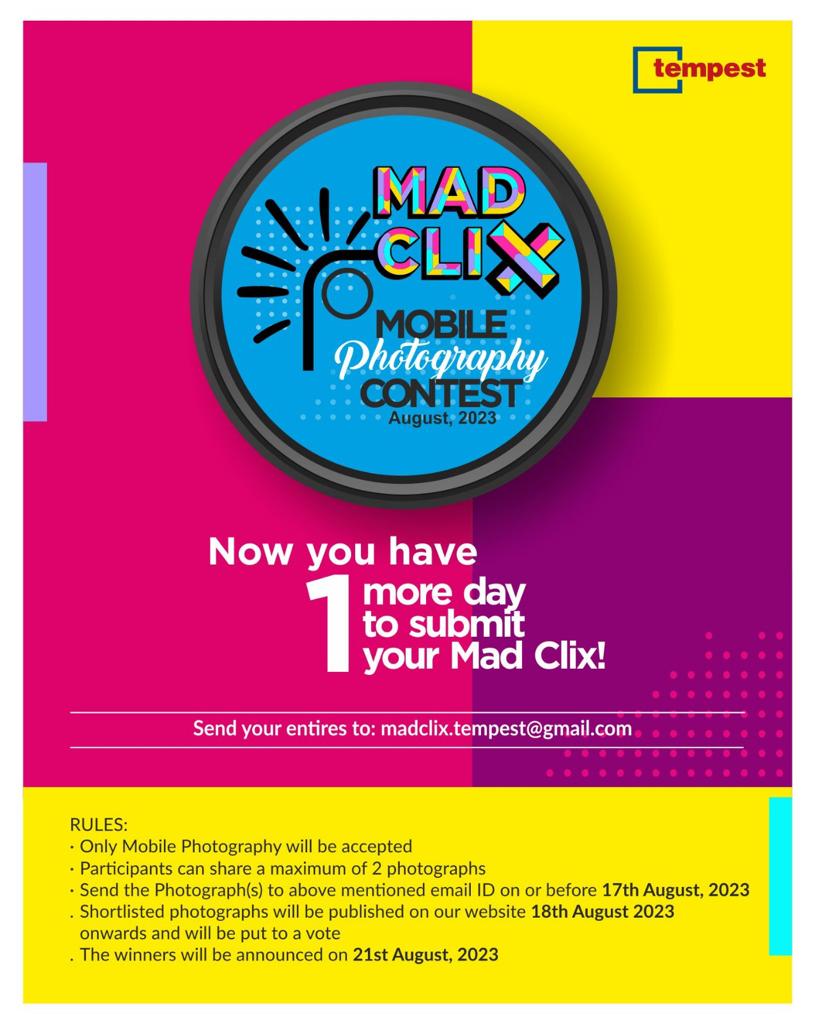 tempest
MAD
CLIX
MOBILE
Photography
CONTEST
August, 2023
Now you have
1 more day
to submit
your Mad Clix!
Send your entires to: madclix.tempest@gmail.com
RULES:
· Only Mobile Photography will be accepted
· Participants can share a maximum of 2 photographs
· Send the Photograph(s) to above mentioned email ID on or before 17th August, 2023
. Shortlisted photographs will be published on our website 18th August 2023
onwards and will be put to a vote
. The winners will be announced on 21st August, 2023